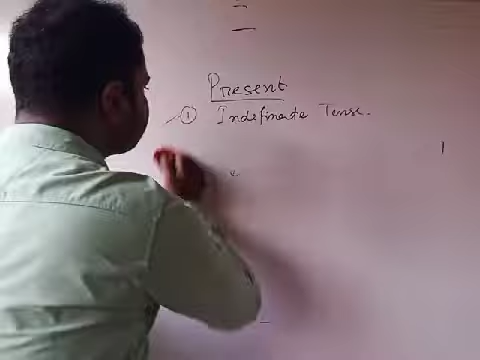 Present
① Indefinate Tense.